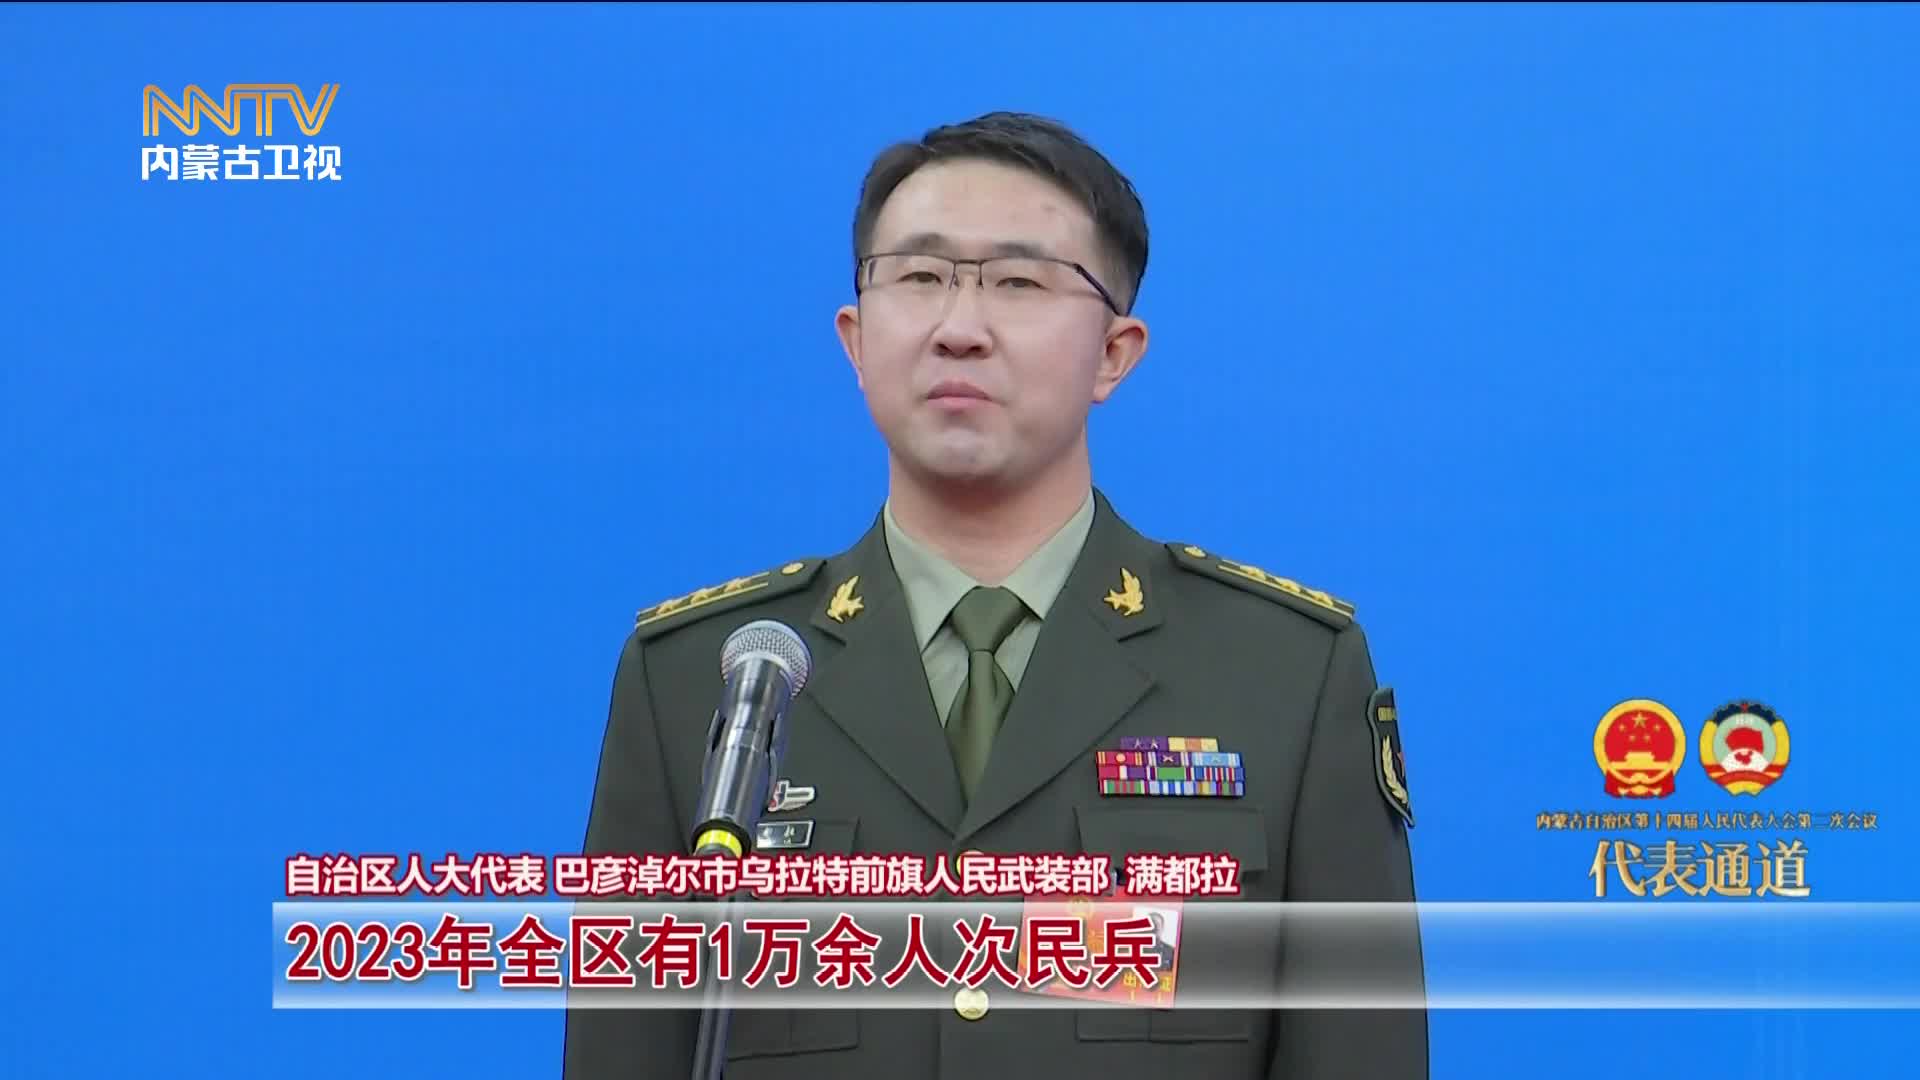 NNTV
内蒙古卫视
内蒙古自治区第十四届人民代表大会第二次会议
代表通道
自治区人大代表 巴彦淖尔市乌拉特前旗人民武装部 满都拉
2023年全区有1万余人次民兵